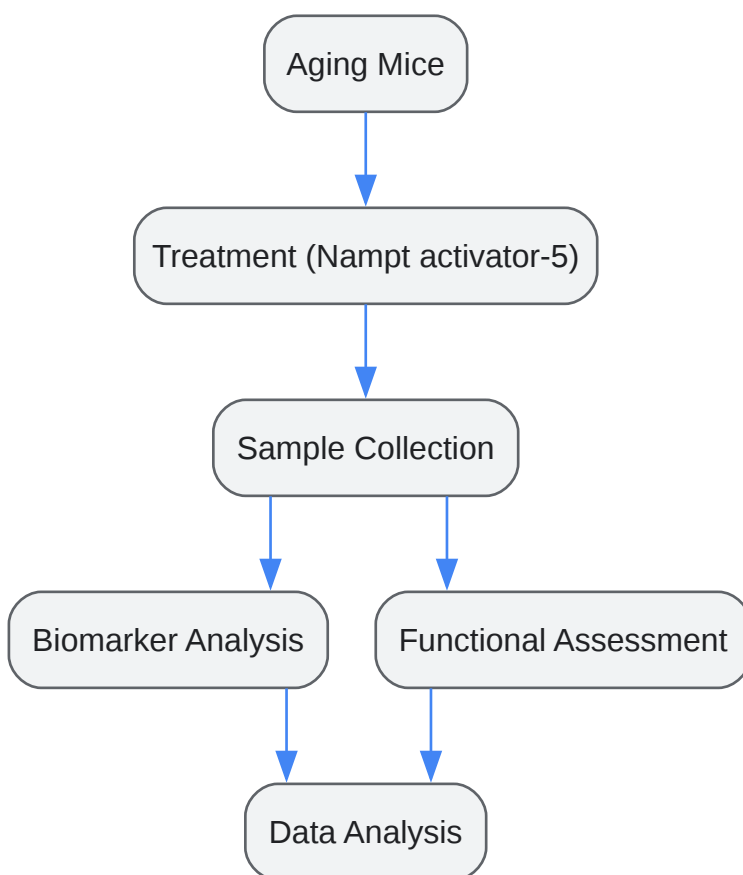 Aging Mice
Treatment (Nampt activator-5)
Sample Collection
Biomarker Analysis
Functional Assessment
Data Analysis